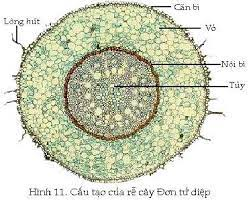 Căn bì
Lông hút
Vỏ
Nội bì
Tủy
Hình 11. Cấu tạo của rễ cây Đơn tử diệp